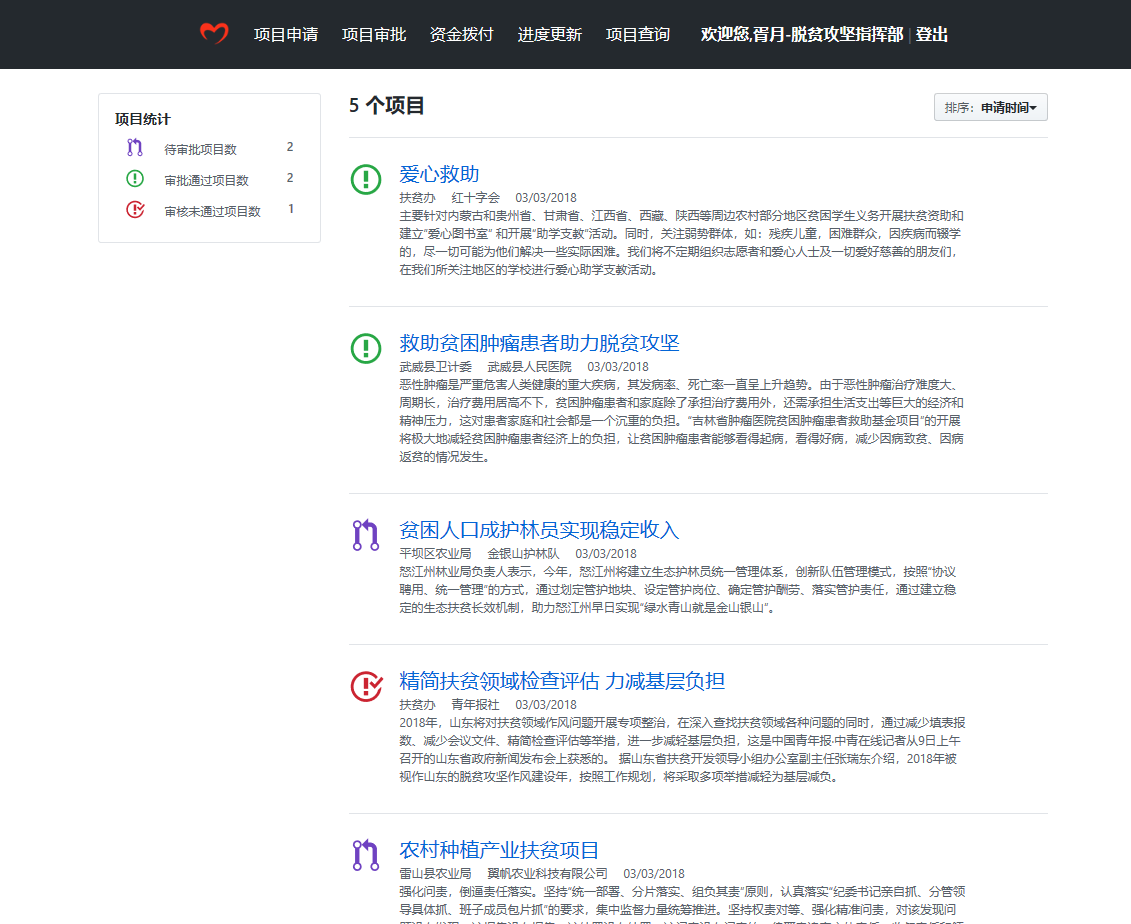 项目申请 项目审批 资金拨付 进度更新 项目查询 欢迎您,胥月-脱贫攻坚指挥部 | 登出
项目统计
待审批项目数 2
审批通过项目数 2
审核未通过项目数 1
5 个项目
排序：申请时间
爱心救助
扶贫办 红十字会 03/03/2018
主要针对内蒙古和贵州省、甘肃省、江西省、西藏、陕西等周边农村部分地区贫困学生义务开展扶贫资助和
建立“爱心图书室” 和开展“助学支教”活动。同时，关注弱势群体，如：残疾儿童，困难群众，因疾病而辍学
的，尽一切可能为他们解决一些实际困难。我们将不定期组织志愿者和爱心人士及一切爱好慈善的朋友们，
在我们所关注地区的学校进行爱心助学支教活动。
救助贫困肿瘤患者助力脱贫攻坚
武威县卫计委 武威县人民医院 03/03/2018
恶性肿瘤是严重危害人类健康的重大疾病，其发病率、死亡率一直呈上升趋势。由于恶性肿瘤治疗难度大、
周期长，治疗费用居高不下，贫困肿瘤患者和家庭除了承担治疗费用外，还需承担生活支出等巨大的经济和
精神压力，这对患者家庭和社会都是一个沉重的负担。“吉林省肿瘤医院贫困肿瘤患者救助基金项目”的开展
将极大地减轻贫困肿瘤患者经济上的负担，让贫困肿瘤患者能够看得起病，看得好病，减少因病致贫、因病
返贫的情况发生。
贫困人口成护林员实现稳定收入
平坝区农业局 金银山护林队 03/03/2018
怒江州林业局负责人表示，今年，怒江州将建立生态护林员统一管理体系，创新队伍管理模式，按照“协议
聘用、统一管理”的方式，通过划定管护地块、设定管护岗位、确定管护酬劳、落实管护责任，通过建立稳
定的生态扶贫长效机制，助力怒江州早日实现“绿水青山就是金山银山”。
精简扶贫领域检查评估 力减基层负担
扶贫办 青年报社 03/03/2018
2018年，山东将对扶贫领域作风问题开展专项整治，在深入查找扶贫领域各种问题的同时，通过减少填表报
数、减少会议文件、精简检查评估等举措，进一步减轻基层负担，这是中国青年报·中青在线记者从9日上午
召开的山东省政府新闻发布会上获悉的。 据山东省扶贫开发领导小组办公室副主任张瑞东介绍，2018年被
视作山东的脱贫攻坚作风建设年，按照工作规划，将采取多项举措减轻为基层减负。
农村种植产业扶贫项目
雷山县农业局 翼帆农业科技有限公司 03/03/2018
强化问责，倒逼责任落实。坚持“统一部署、分片落实、组负其责”原则，认真落实“纪委书记亲自抓、分管领
导具体抓、班子成员包片抓”的要求，集中监督力量统筹推进。坚持权责对等、强化精准问责，对该发现问